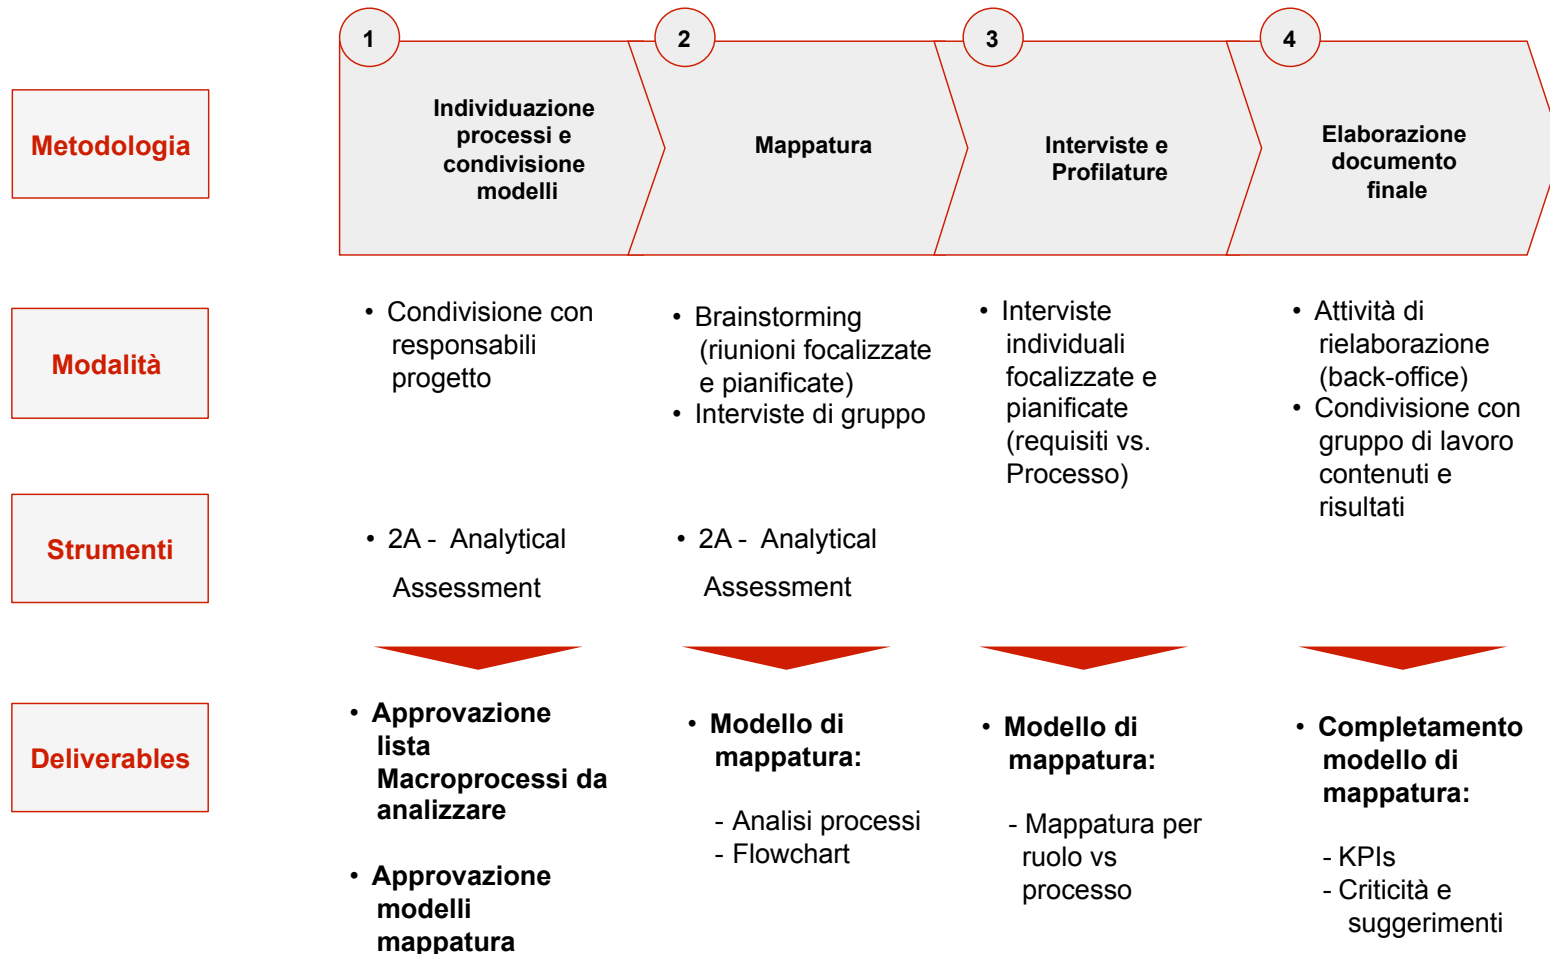 1
2
3
4
Metodologia
Individuazione
processi e
condivisione
modelli
Mappatura
Interviste e
Profilature
Elaborazione
documento
finale
Modalità
• Condivisione con
responsabili
progetto
• Brainstorming
(riunioni focalizzate
e pianificate)
• Interviste di gruppo
• Interviste
individuali
focalizzate e
pianificate
(requisiti vs.
Processo)
• Attività di
rielaborazione
(back-office)
• Condivisione con
gruppo di lavoro
contenuti e
risultati
Strumenti
• 2A - Analytical
Assessment
• 2A - Analytical
Assessment
Deliverables
• Approvazione
lista
Macroprocessi da
analizzare
• Approvazione
modelli
mappatura
• Modello di
mappatura:
- Analisi processi
- Flowchart
• Modello di
mappatura:
- Mappatura per
ruolo vs
processo
• Completamento
modello di
mappatura:
- KPIs
- Criticità e
suggerimenti